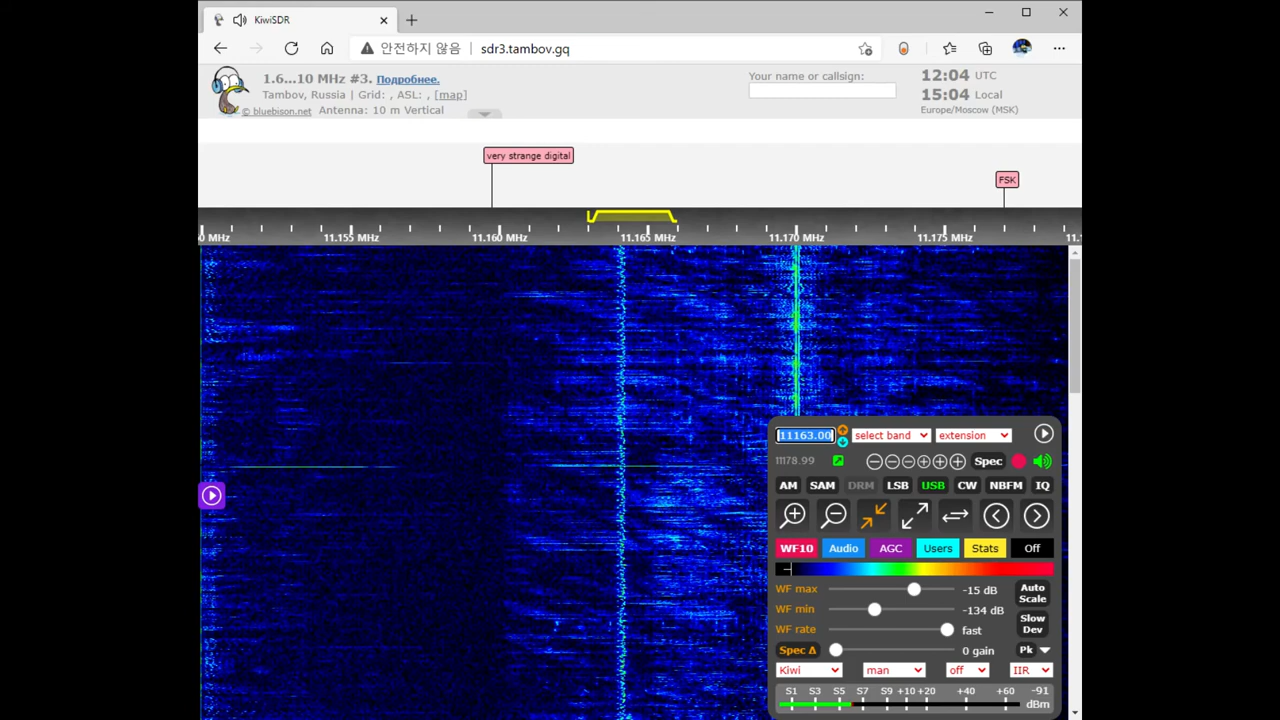 KiwiSDR
안전하지 않음 sdr3.tambov.gq
1.6...10 MHz #3. Подробнее.
Tambov, Russia | Grid: , ASL: , [map]
© bluebison.net Antenna: 10 m Vertical
Your name or callsign:
12:04 UTC
15:04 Local
Europe/Moscow (MSK)
very strange digital
FSK
0 MHz 11.155 MHz 11.160 MHz 11.165 MHz 11.170 MHz 11.175 MHz 11.1
11163.00 select band extension
11178.99 Spec
AM SAM DRM LSB USB CW NBFM IQ
WF10 Audio AGC Users Stats Off
WF max -15 dB Auto Scale
WF min -134 dB
WF rate fast Slow Dev
Spec Δ 0 gain Pk
Kiwi man off IIR
S1 S3 S5 S7 S9 +10 +20 +40 +60 -91
dBm